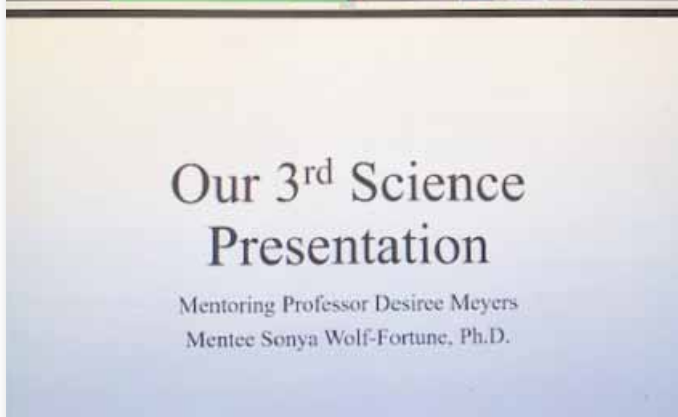 Our 3rd Science
Presentation
Mentoring Professor Desiree Meyers
Mentee Sonya Wolf-Fortune, Ph.D.